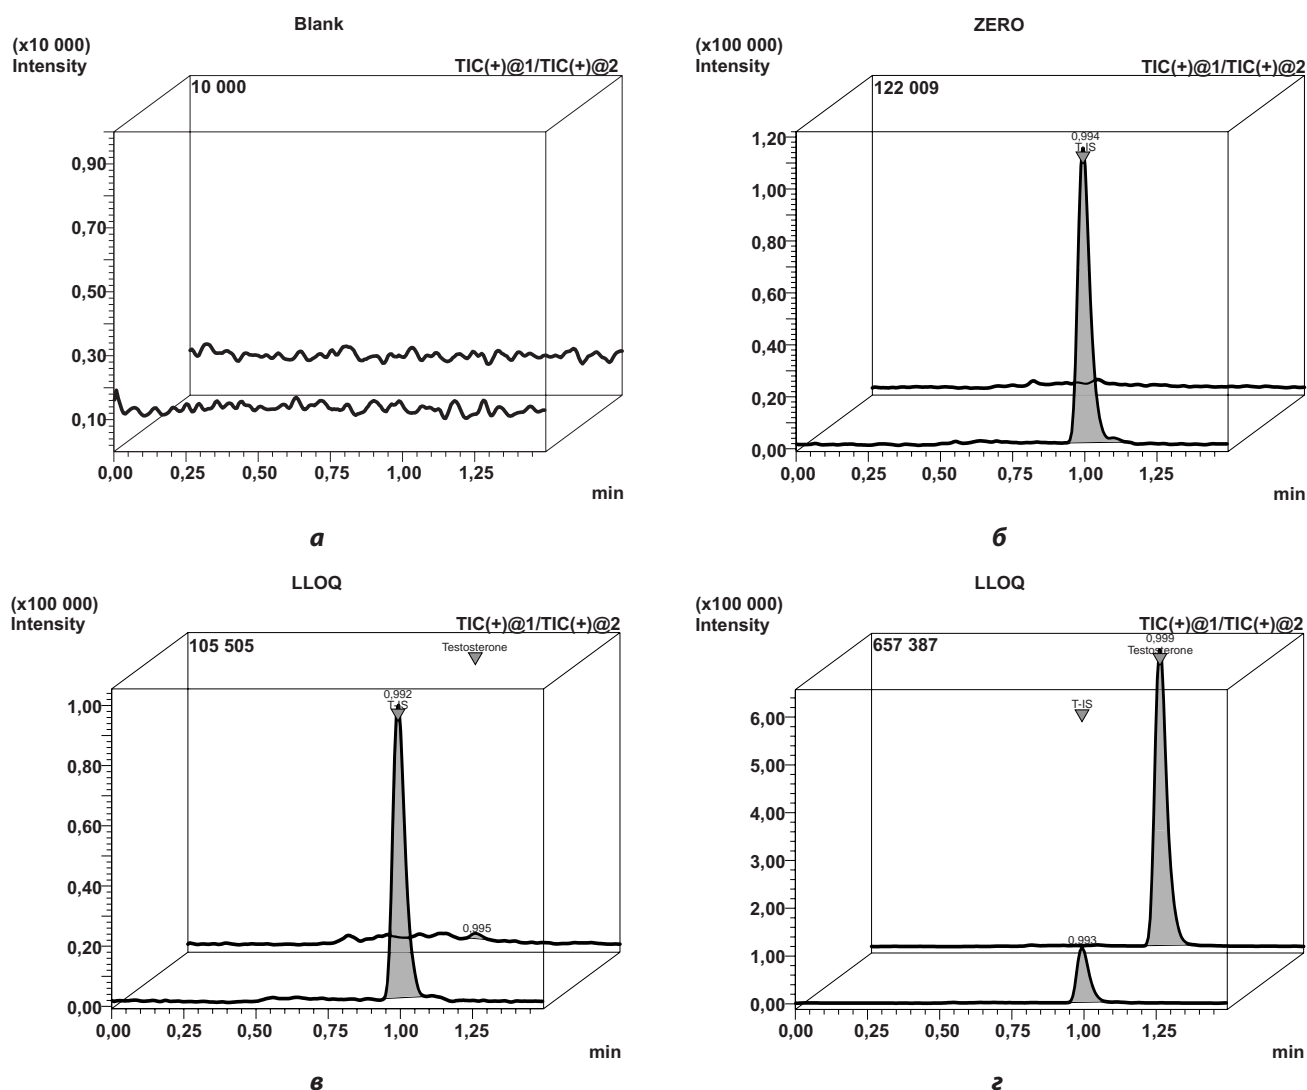 Blank
(x10 000)
Intensity
TIC(+)@1/TIC(+)@2
10 000
0,90
0,70
0,50
0,30
0,10
0,00 0,25 0,50 0,75 1,00 1,25
min
а
ZERO
(x100 000)
Intensity
TIC(+)@1/TIC(+)@2
122 009
0,994
T-IS
1,20
1,00
0,80
0,60
0,40
0,20
0,00
0,00 0,25 0,50 0,75 1,00 1,25
min
б
LLOQ
(x100 000)
Intensity
TIC(+)@1/TIC(+)@2
105 505
Testosterone
0,992
T-IS
1,00
0,80
0,60
0,40
0,995
0,20
0,00
0,00 0,25 0,50 0,75 1,00 1,25
min
в
LLOQ
(x100 000)
Intensity
TIC(+)@1/TIC(+)@2
0,999
657 387
Testosterone
T-IS
6,00
5,00
4,00
3,00
2,00
0,993
1,00
0,00
0,00 0,25 0,50 0,75 1,00 1,25
min
г